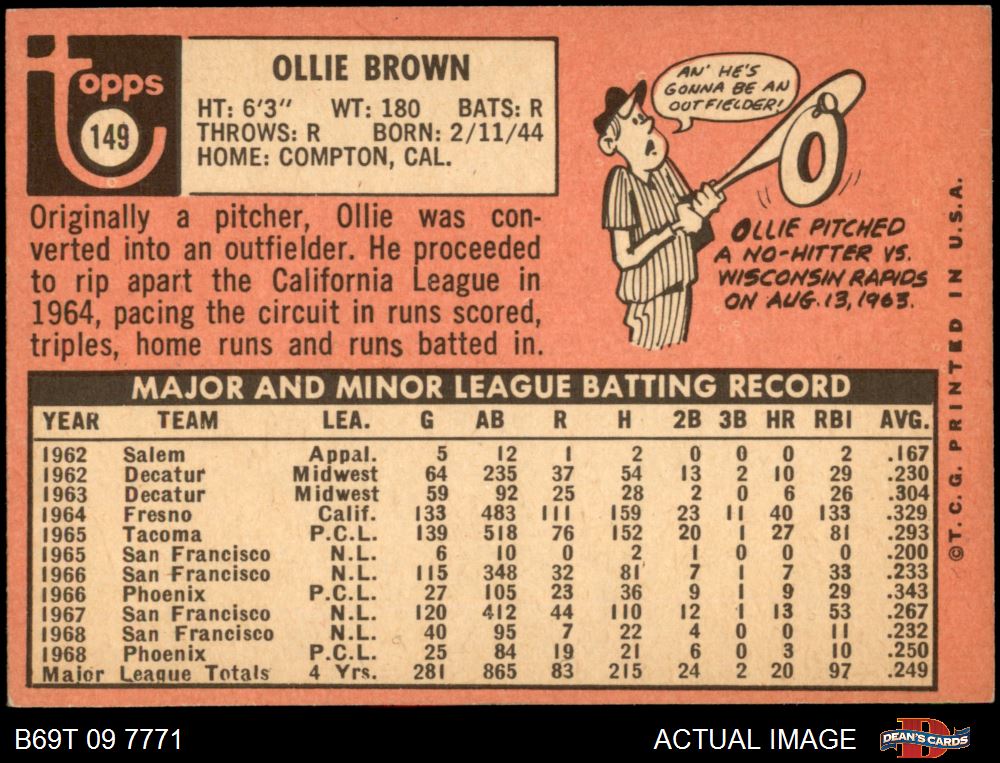 topps
149
OLLIE BROWN
HT: 6'3" WT: 180 BATS: R
THROWS: R BORN: 2/11/44
HOME: COMPTON, CAL.
AN' HE'S
GONNA BE AN
OUTFIELDER!
O
OLLIE PITCHED
A NO-HITTER VS.
WISCONSIN RAPIDS
ON AUG. 13, 1963.
Originally a pitcher, Ollie was con-
verted into an outfielder. He proceeded
to rip apart the California League in
1964, pacing the circuit in runs scored,
triples, home runs and runs batted in.
MAJOR AND MINOR LEAGUE BATTING RECORD
YEAR TEAM LEA. G AB R H 2B 3B HR RBI AVG.
1962 Salem Appal. 5 12 1 2 0 0 0 2 .167
1962 Decatur Midwest 64 235 37 54 13 2 10 29 .230
1963 Decatur Midwest 59 92 25 28 2 0 6 26 .304
1964 Fresno Calif. 133 483 111 159 23 11 40 133 .329
1965 Tacoma P.C.L. 139 518 76 152 20 1 27 81 .293
1965 San Francisco N.L. 6 10 0 2 1 0 0 0 .200
1966 San Francisco N.L. 115 348 32 81 7 1 7 33 .233
1966 Phoenix P.C.L. 27 105 23 36 9 1 9 29 .343
1967 San Francisco N.L. 120 412 44 110 12 1 13 53 .267
1968 San Francisco N.L. 40 95 7 22 4 0 0 11 .232
1968 Phoenix P.C.L. 25 84 19 21 6 0 3 10 .250
Major League Totals 4 Yrs. 281 865 83 215 24 2 20 97 .249
©T.C.G. PRINTED IN U.S.A.
B69T 09 7771
ACTUAL IMAGE
D
DEAN'S CARDS